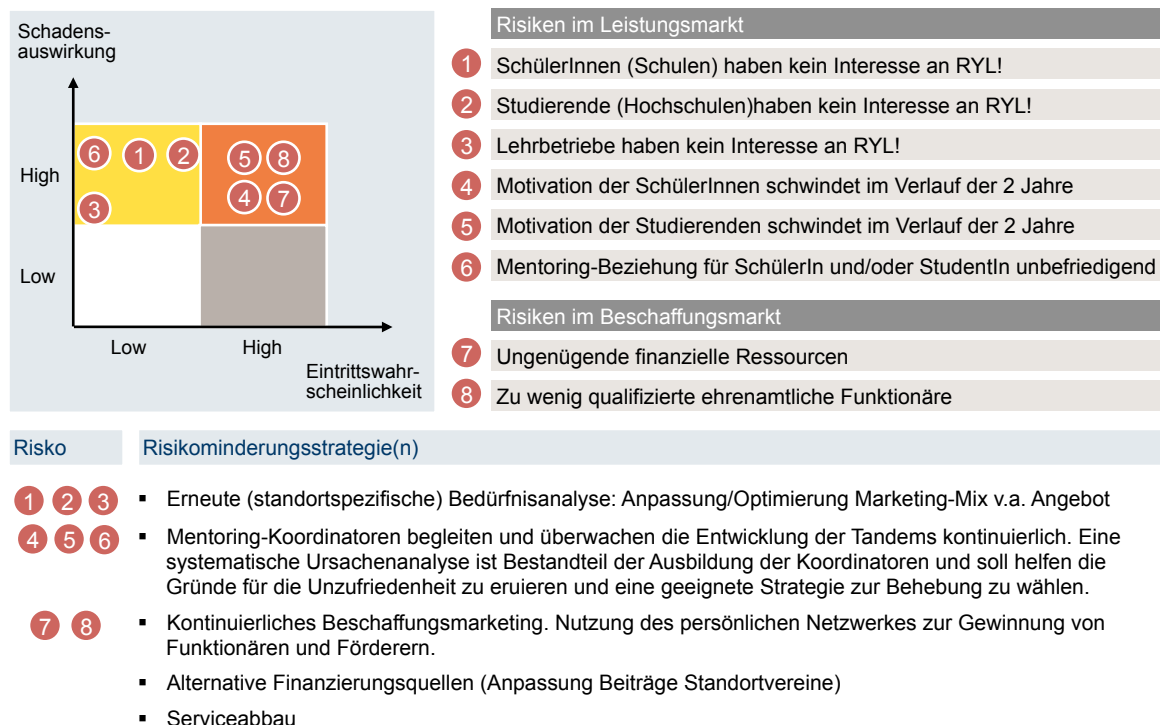 Schadens-
auswirkung
High
Low
6 1 2
3
5 8
4 7
Low High
Eintrittswahr-
scheinlichkeit
Risiken im Leistungsmarkt
1 SchülerInnen (Schulen) haben kein Interesse an RYL!
2 Studierende (Hochschulen)haben kein Interesse an RYL!
3 Lehrbetriebe haben kein Interesse an RYL!
4 Motivation der SchülerInnen schwindet im Verlauf der 2 Jahre
5 Motivation der Studierenden schwindet im Verlauf der 2 Jahre
6 Mentoring-Beziehung für SchülerIn und/oder StudentIn unbefriedigend
Risiken im Beschaffungsmarkt
7 Ungenügende finanzielle Ressourcen
8 Zu wenig qualifizierte ehrenamtliche Funktionäre
Risko Risikominderungsstrategie(n)
1 2 3 ▪ Erneute (standortspezifische) Bedürfnisanalyse: Anpassung/Optimierung Marketing-Mix v.a. Angebot
4 5 6 ▪ Mentoring-Koordinatoren begleiten und überwachen die Entwicklung der Tandems kontinuierlich. Eine
systematische Ursachenanalyse ist Bestandteil der Ausbildung der Koordinatoren und soll helfen die
Gründe für die Unzufriedenheit zu eruieren und eine geeignete Strategie zur Behebung zu wählen.
7 8 ▪ Kontinuierliches Beschaffungsmarketing. Nutzung des persönlichen Netzwerkes zur Gewinnung von
Funktionären und Förderern.
▪ Alternative Finanzierungsquellen (Anpassung Beiträge Standortvereine)
▪ Serviceabbau